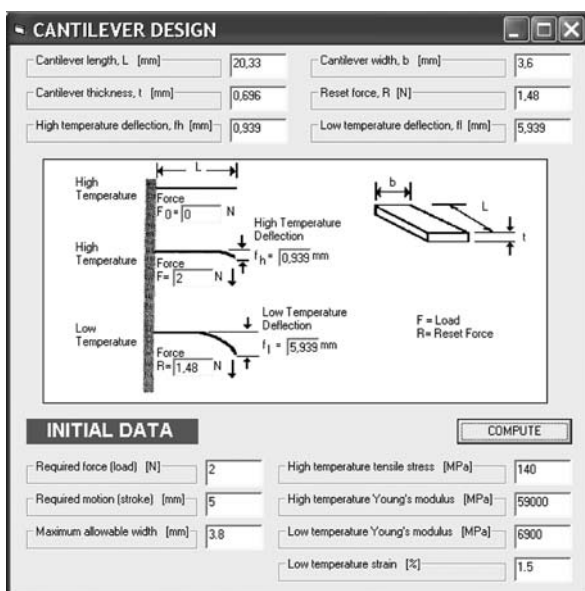 CANTILEVER DESIGN
Cantilever length, L [mm] 20,33 Cantilever width, b [mm] 3,6
Cantilever thickness, t [mm] 0,696 Reset force, R [N] 1,48
High temperature deflection, fh [mm] 0,939 Low temperature deflection, fl [mm] 5,939
L
High Temperature
Force
F0= 0 N
High Temperature
Force
F= 2 N
High Temperature Deflection
fh= 0,939 mm
Low Temperature
Force
R= 1,48 N
Low Temperature Deflection
fl = 5,939 mm
b
L
t
F = Load
R= Reset Force
INITIAL DATA COMPUTE
Required force (load) [N] 2 High temperature tensile stress [MPa] 140
Required motion (stroke) [mm] 5 High temperature Young's modulus [MPa] 59000
Maximum allowable width [mm] 3.8 Low temperature Young's modulus [MPa] 6900
Low temperature strain [%] 1.5